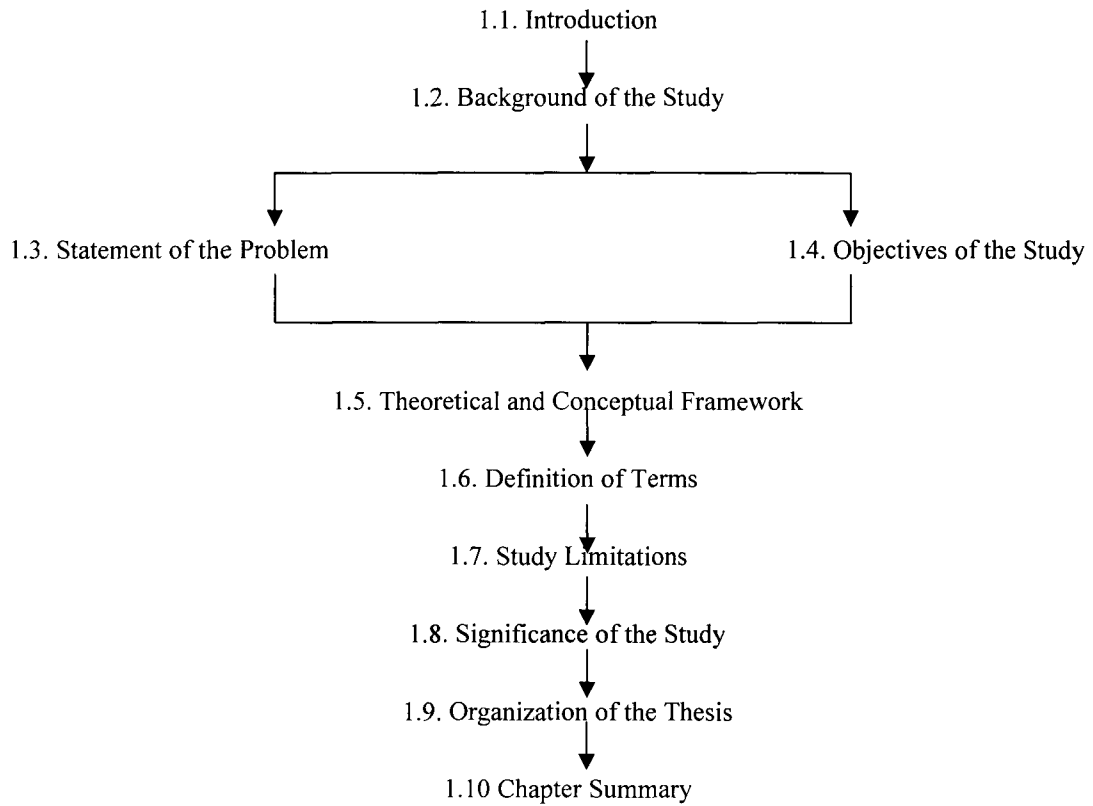 1.1. Introduction
1.2. Background of the Study
1.3. Statement of the Problem
1.4. Objectives of the Study
1.5. Theoretical and Conceptual Framework
1.6. Definition of Terms
1.7. Study Limitations
1.8. Significance of the Study
1.9. Organization of the Thesis
1.10 Chapter Summary